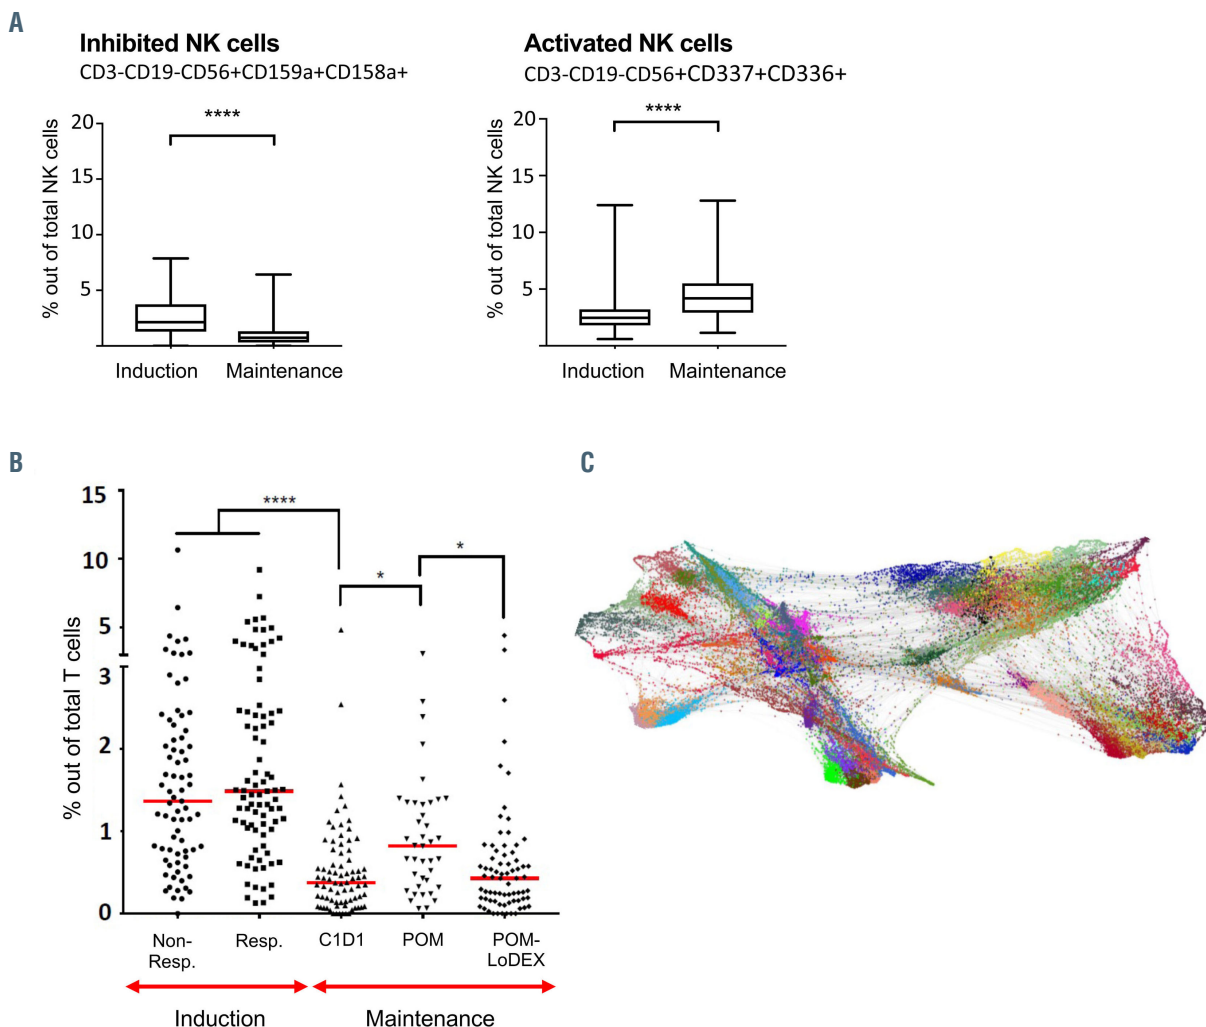 A
Inhibited NK cells
CD3-CD19-CD56+CD159a+CD158a+
****
% out of total NK cells
20
15
10
5
Induction Maintenance
Activated NK cells
CD3-CD19-CD56+CD337+CD336+
****
% out of total NK cells
20
15
10
5
Induction Maintenance
B
% out of total T cells
15
10
5
3
2
1
0
****
*
*
Non-
Resp.
Resp.
C1D1
POM
POM-
LoDEX
Induction
Maintenance
C